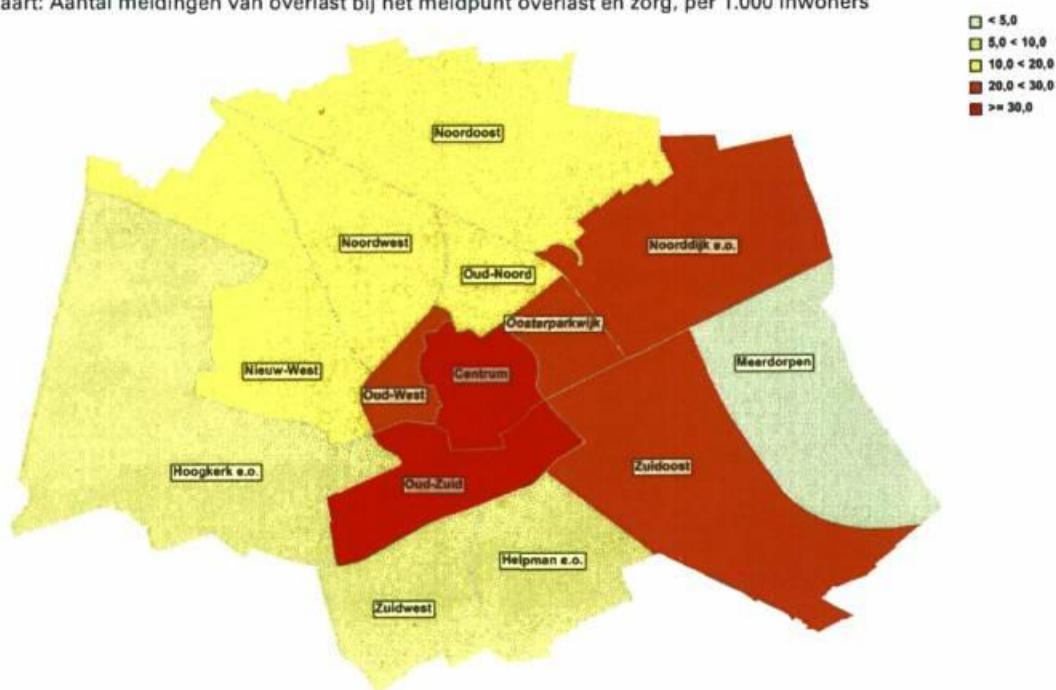 aart: Aantal meldingen van overlast bij het meldpunt overlast en zorg, per 1.000 inwoners
< 5,0
5,0 < 10,0
10,0 < 20,0
20,0 < 30,0
>= 30,0
Noordoost
Noordwest
Noorddijk e.o.
Oud-Noord
Oosterparkwijk
Meerdorpen
Nieuw-West
Centrum
Oud-West
Hoogkerk e.o.
Oud-Zuid
Zuidoost
Helpman e.o.
Zuidwest